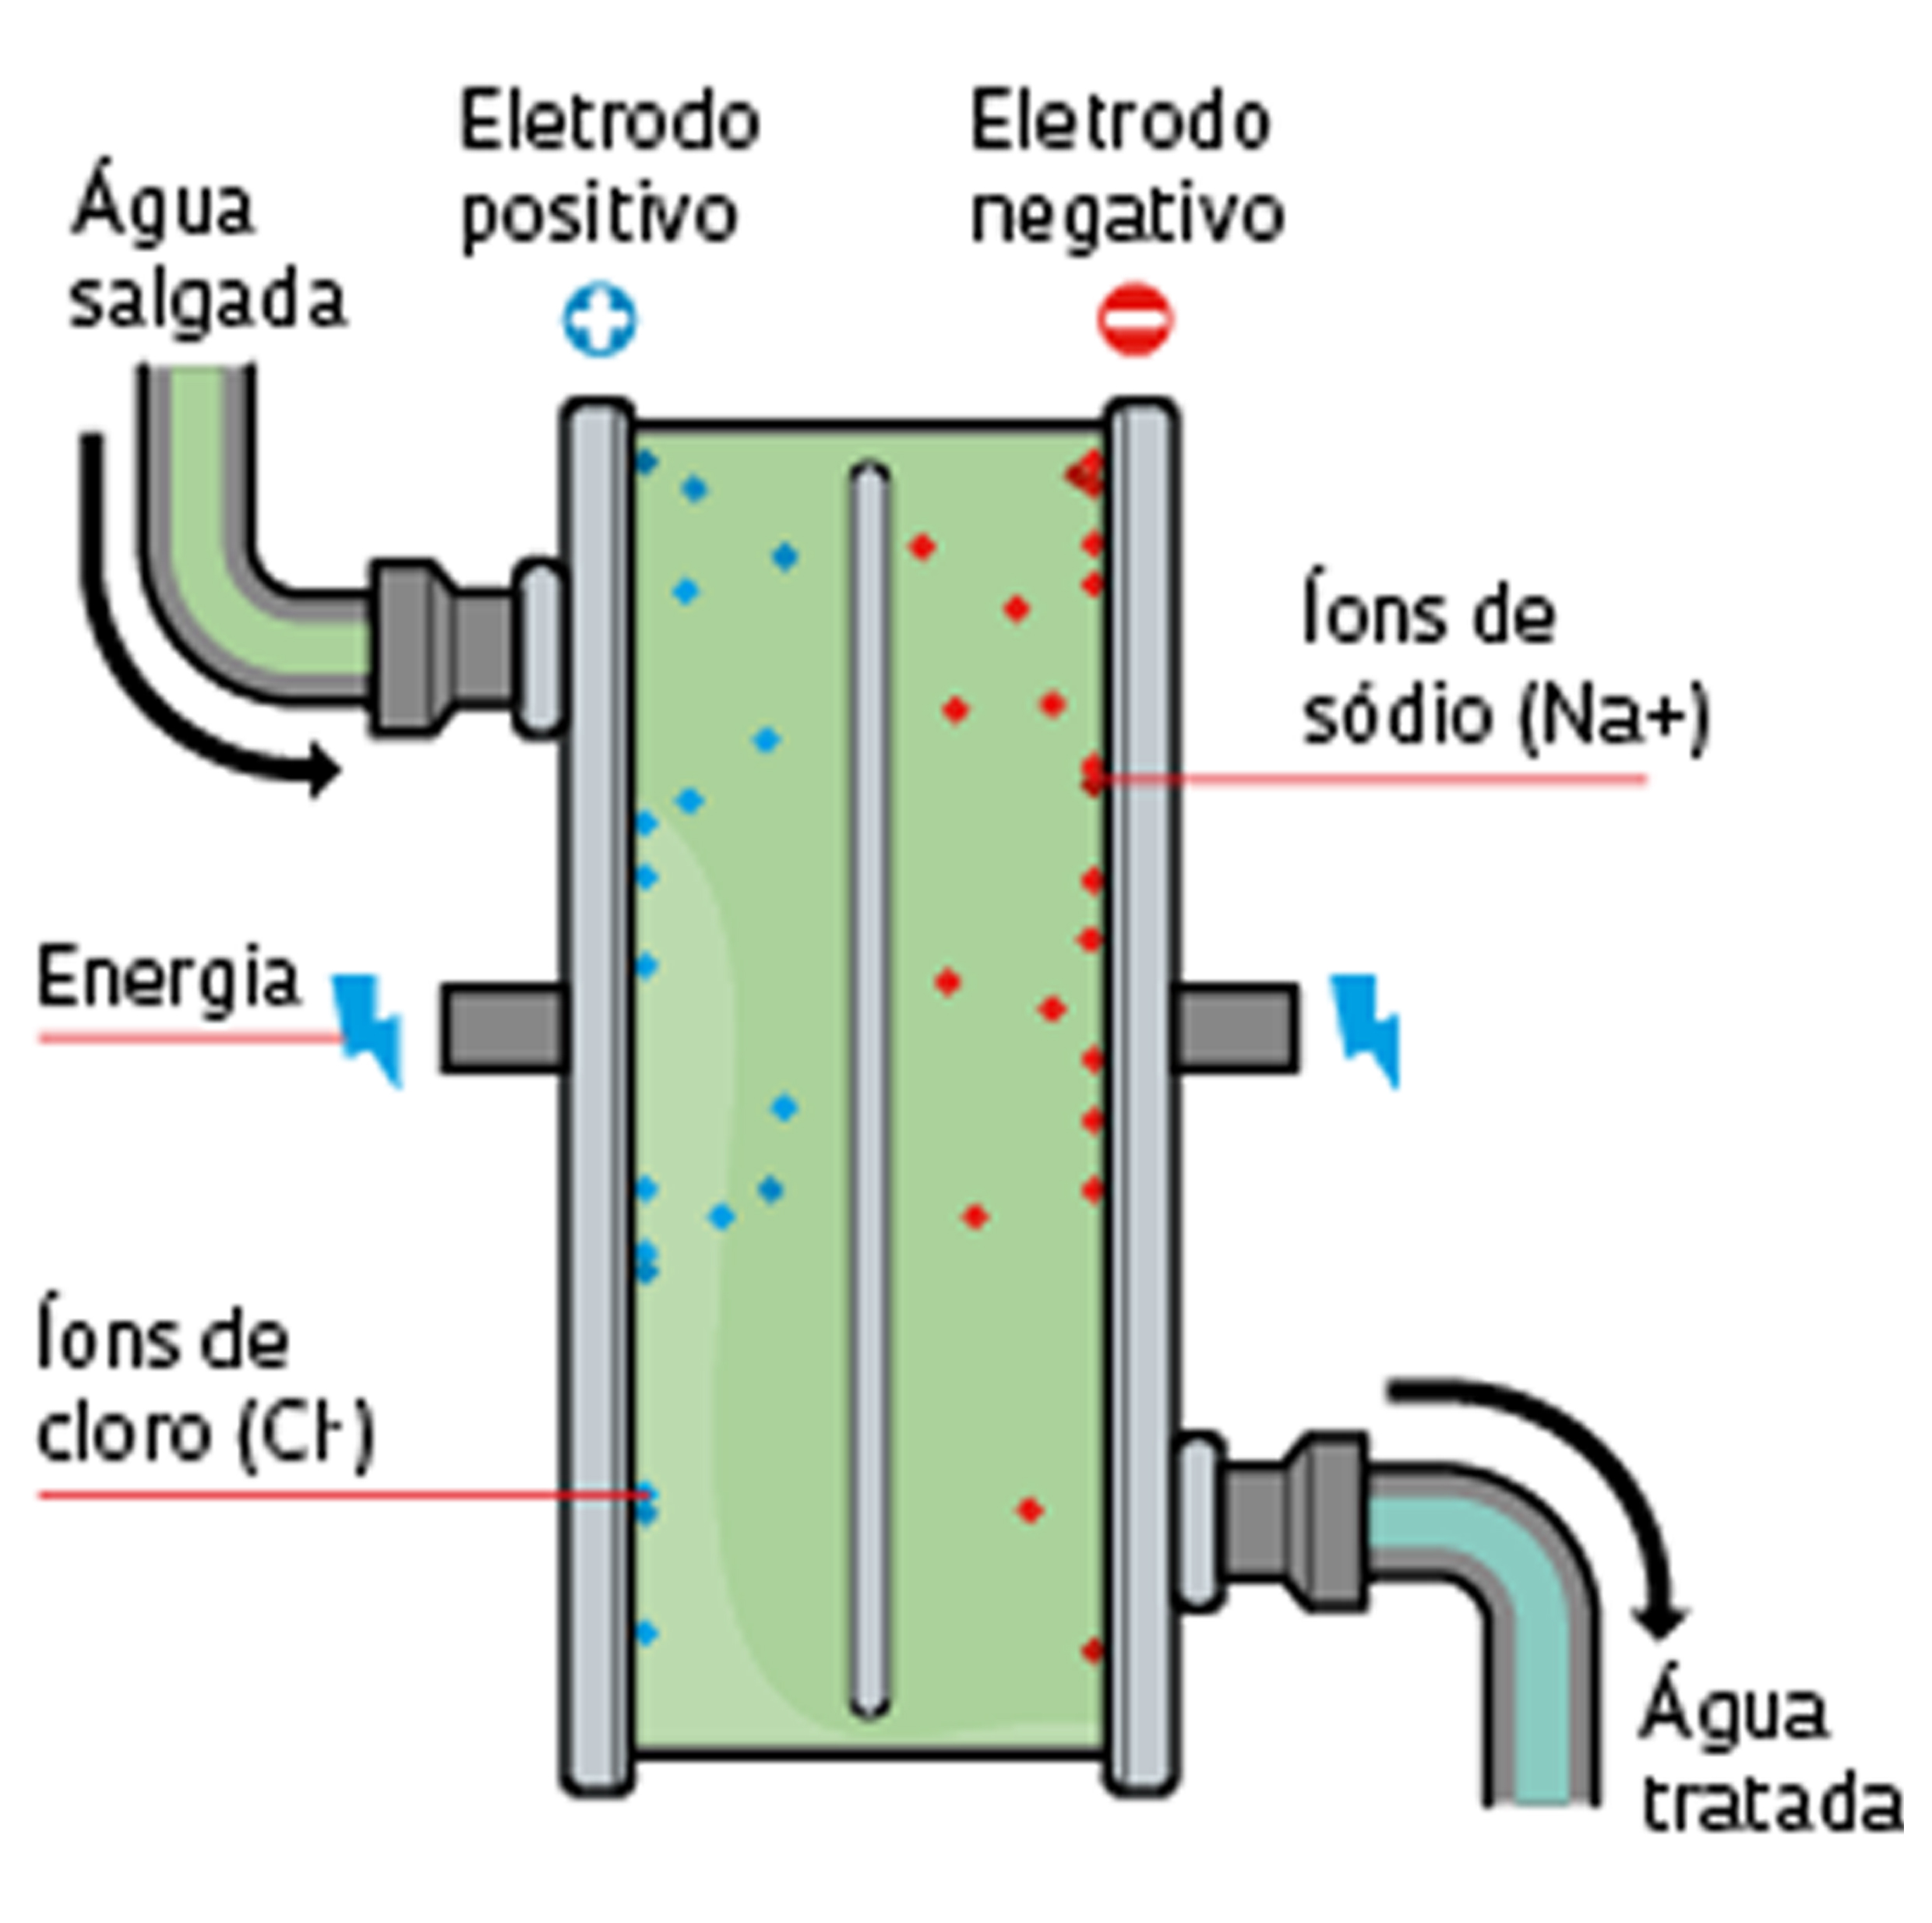 Eletrodo
positivo
Eletrodo
negativo
Água
salgada
Íons de
sódio (Na+)
Energia
Íons de
cloro (Cl-)
Água
tratada